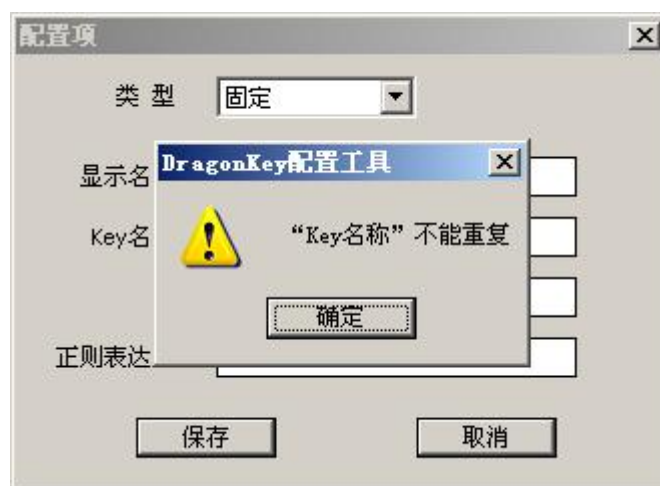 配置项
类 型
固定
显示名
DragonKey配置工具
Key名
“Key名称” 不能重复
确定
正则表达
保存
取消